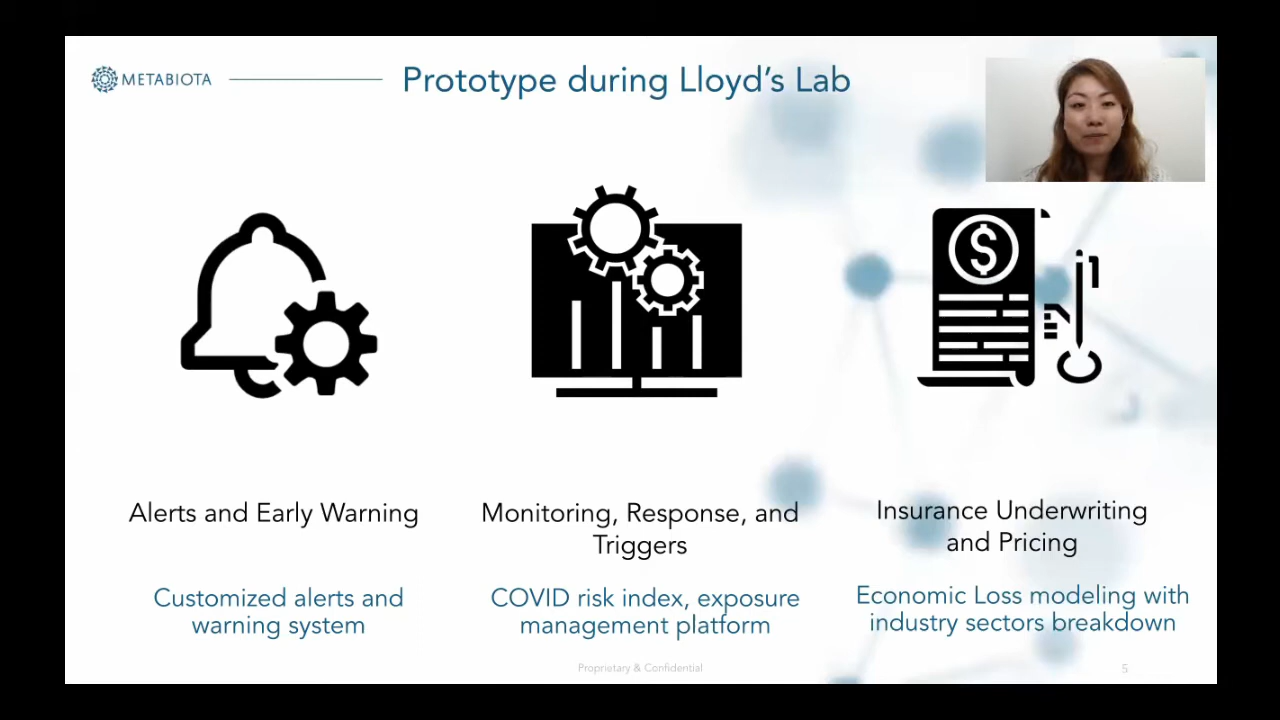 METABIOTA
Prototype during Lloyd's Lab
$
Alerts and Early Warning
Monitoring, Response, and
Triggers
Insurance Underwriting
and Pricing
Customized alerts and
warning system
COVID risk index, exposure
management platform
Economic Loss modeling with
industry sectors breakdown
Proprietary & Confidential
5